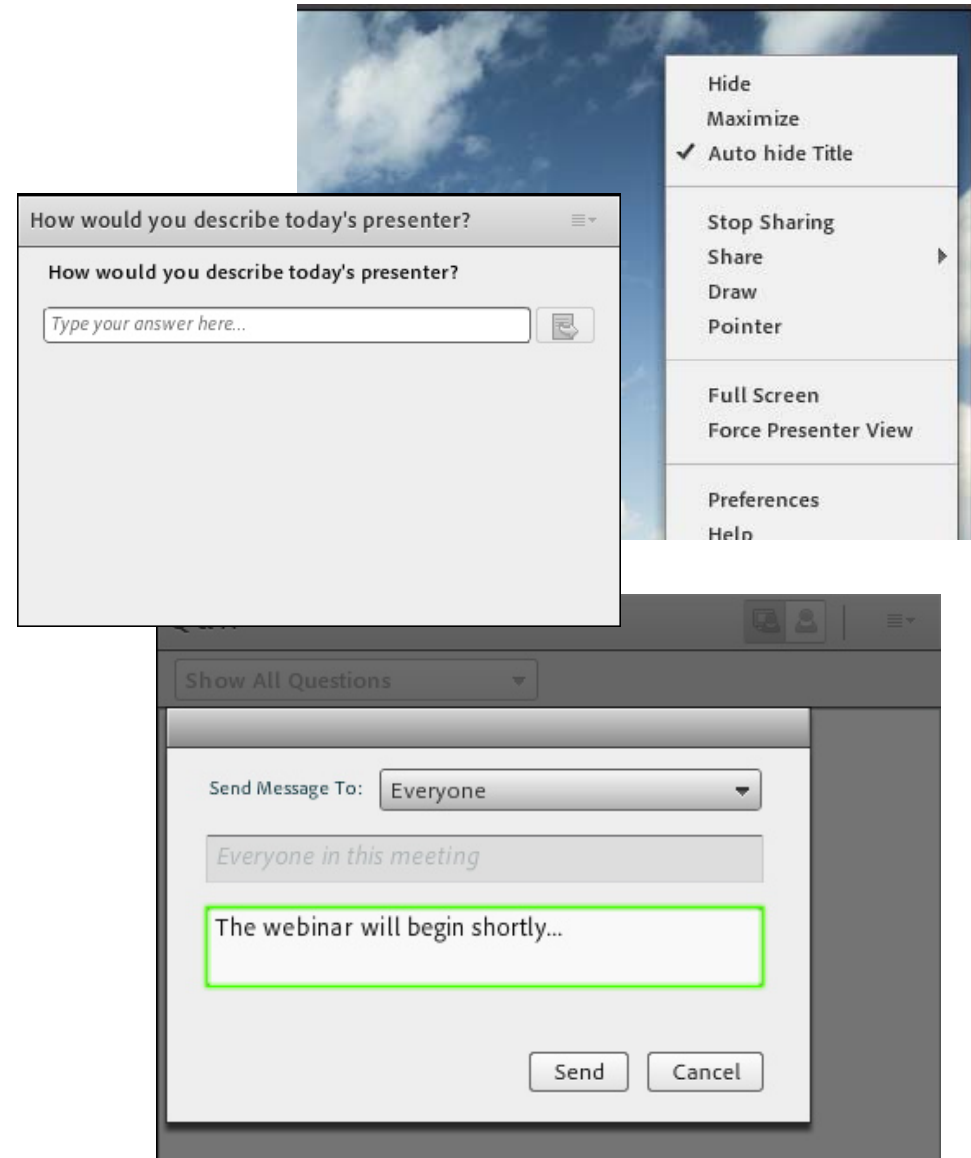 Hide
Maximize
✓ Auto hide Title
Stop Sharing
Share
Draw
Pointer
Full Screen
Force Presenter View
Preferences
Help
How would you describe today's presenter?
How would you describe today's presenter?
Type your answer here...
Show All Questions
Send Message To: Everyone
Everyone in this meeting
The webinar will begin shortly...
Send Cancel